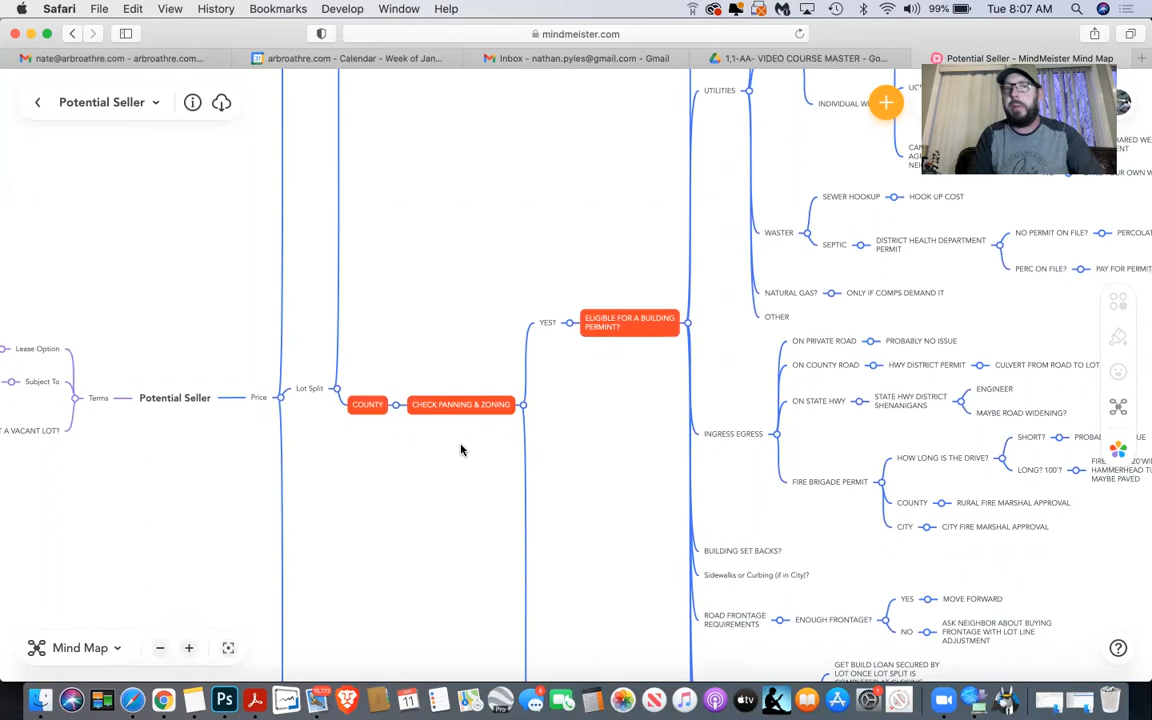 Safari File Edit View History Bookmarks Develop Window Help
99% Tue 8:07 AM
mindmeister.com
nate@arbroathre.com - arbroathre.com...
arbroathre.com - Calendar - Week of Jan...
Inbox - nathan.pyles@gmail.com - Gmail
1,1-AA- VIDEO COURSE MASTER - Go...
Potential Seller - MindMeister Mind Map
Potential Seller
UTILITIES
INDIVIDUAL
SEWER HOOKUP
HOOK UP COST
WASTER
SEPTIC
DISTRICT HEALTH DEPARTMENT
PERMIT
NO PERMIT ON FILE?
PERC ON FILE?
NATURAL GAS?
ONLY IF COMPS DEMAND IT
OTHER
YES?
ELIGIBLE FOR A BUILDING
PERMINT?
ON PRIVATE ROAD
PROBABLY NO ISSUE
ON COUNTY ROAD
HWY DISTRICT PERMIT
CULVERT FROM ROAD TO LOT
ON STATE HWY
STATE HWY DISTRICT
SHENANIGANS
ENGINEER
MAYBE ROAD WIDENING?
Lease Option
Subject To
Terms
Potential Seller
Price
Lot Split
COUNTY
CHECK PANNING & ZONING
A VACANT LOT?
INGRESS EGRESS
HOW LONG IS THE DRIVE?
SHORT?
LONG? 100'?
HAMMERHEAD
MAYBE PAVED
FIRE BRIGADE PERMIT
COUNTY
RURAL FIRE MARSHAL APPROVAL
CITY
CITY FIRE MARSHAL APPROVAL
BUILDING SET BACKS?
Sidewalks or Curbing (if in City)?
ROAD FRONTAGE
REQUIREMENTS
ENOUGH FRONTAGE?
YES
MOVE FORWARD
NO
ASK NEIGHBOR ABOUT BUYING
FRONTAGE WITH LOT LINE
ADJUSTMENT
GET BUILD LOAN SECURED BY
LOT ONCE LOT SPLIT IS
Mind Map